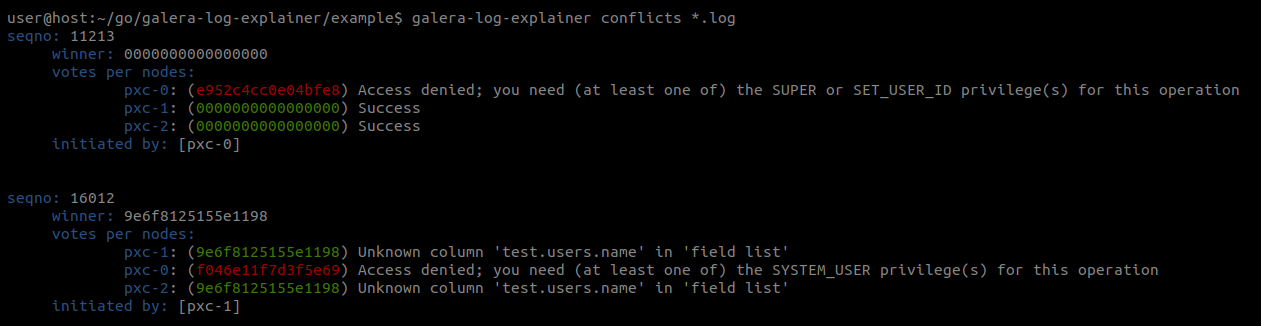 user@host:~/go/galera-log-explainer/example$ galera-log-explainer conflicts *.log
seqno: 11213
winner: 0000000000000000
votes per nodes:
pxc-0: (e952c4cc0e04bfe8) Access denied; you need (at least one of) the SUPER or SET_USER_ID privilege(s) for this operation
pxc-1: (0000000000000000) Success
pxc-2: (0000000000000000) Success
initiated by: [pxc-0]
seqno: 16012
winner: 9e6f8125155e1198
votes per nodes:
pxc-1: (9e6f8125155e1198) Unknown column 'test.users.name' in 'field list'
pxc-0: (f046e11f7d3f5e69) Access denied; you need (at least one of) the SYSTEM_USER privilege(s) for this operation
pxc-2: (9e6f8125155e1198) Unknown column 'test.users.name' in 'field list'
initiated by: [pxc-1]